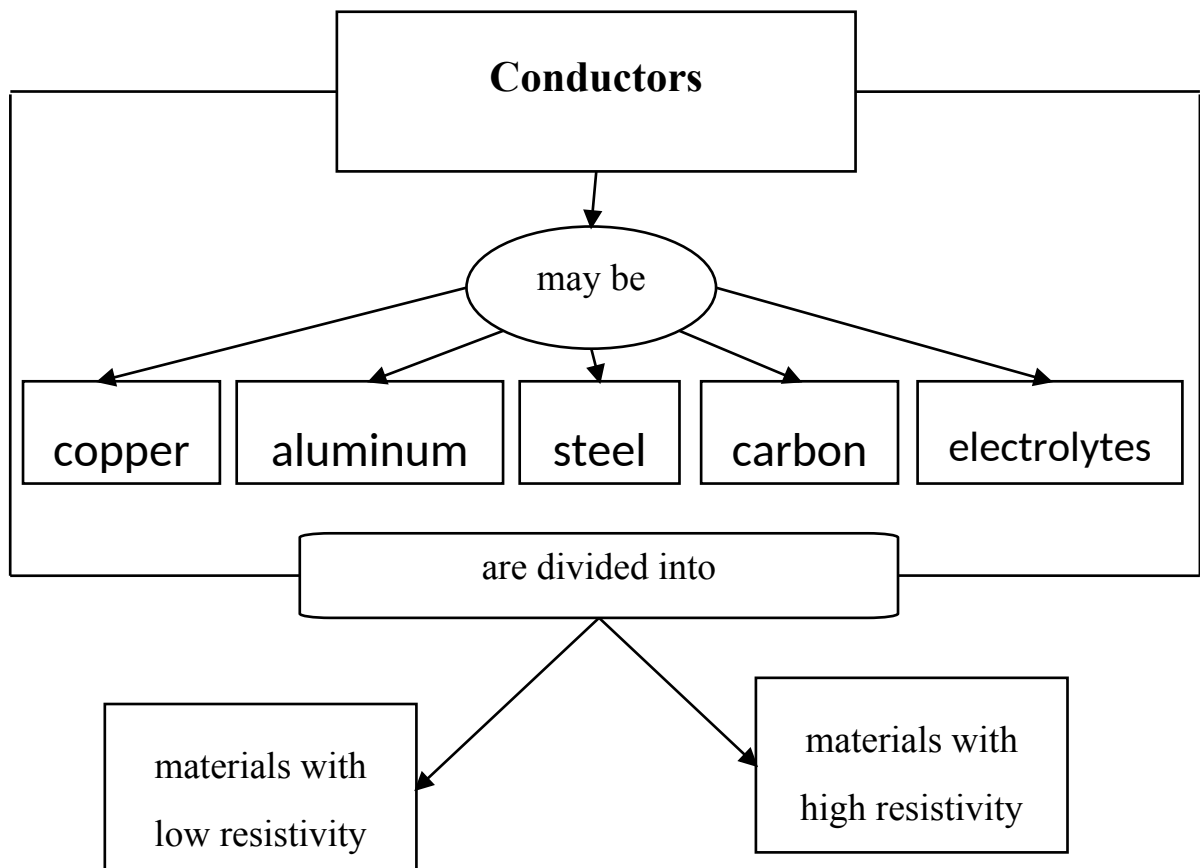 Conductors
may be
copper
aluminum
steel
carbon
electrolytes
are divided into
materials with
low resistivity
materials with
high resistivity